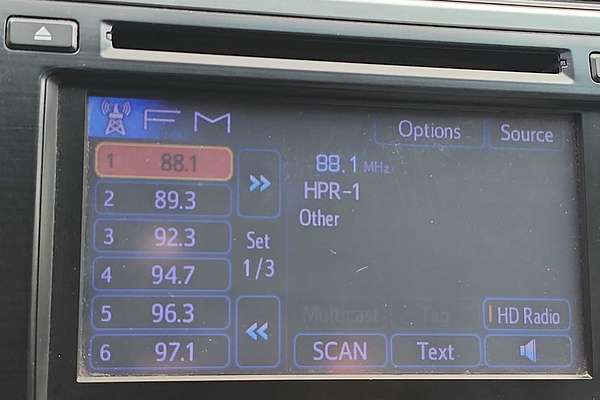 FM
Options
Source
1 88.1
2 89.3
3 92.3
4 94.7
5 96.3
6 97.1
Set
1/3
88.1 MHz
HPR-1
Other
Multicast
Tag
HD Radio
SCAN
Text